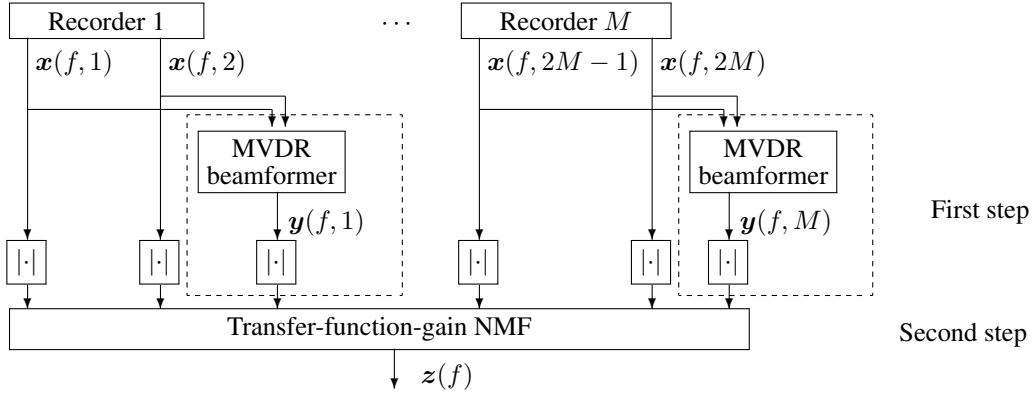 Recorder 1 ⋯ Recorder M
x(f, 1) x(f, 2) x(f, 2M − 1) x(f, 2M)
MVDR MVDR
beamformer beamformer
First step
y(f, 1) y(f, M)
|·| |·| |·| |·| |·| |·|
Transfer-function-gain NMF Second step
z(f)